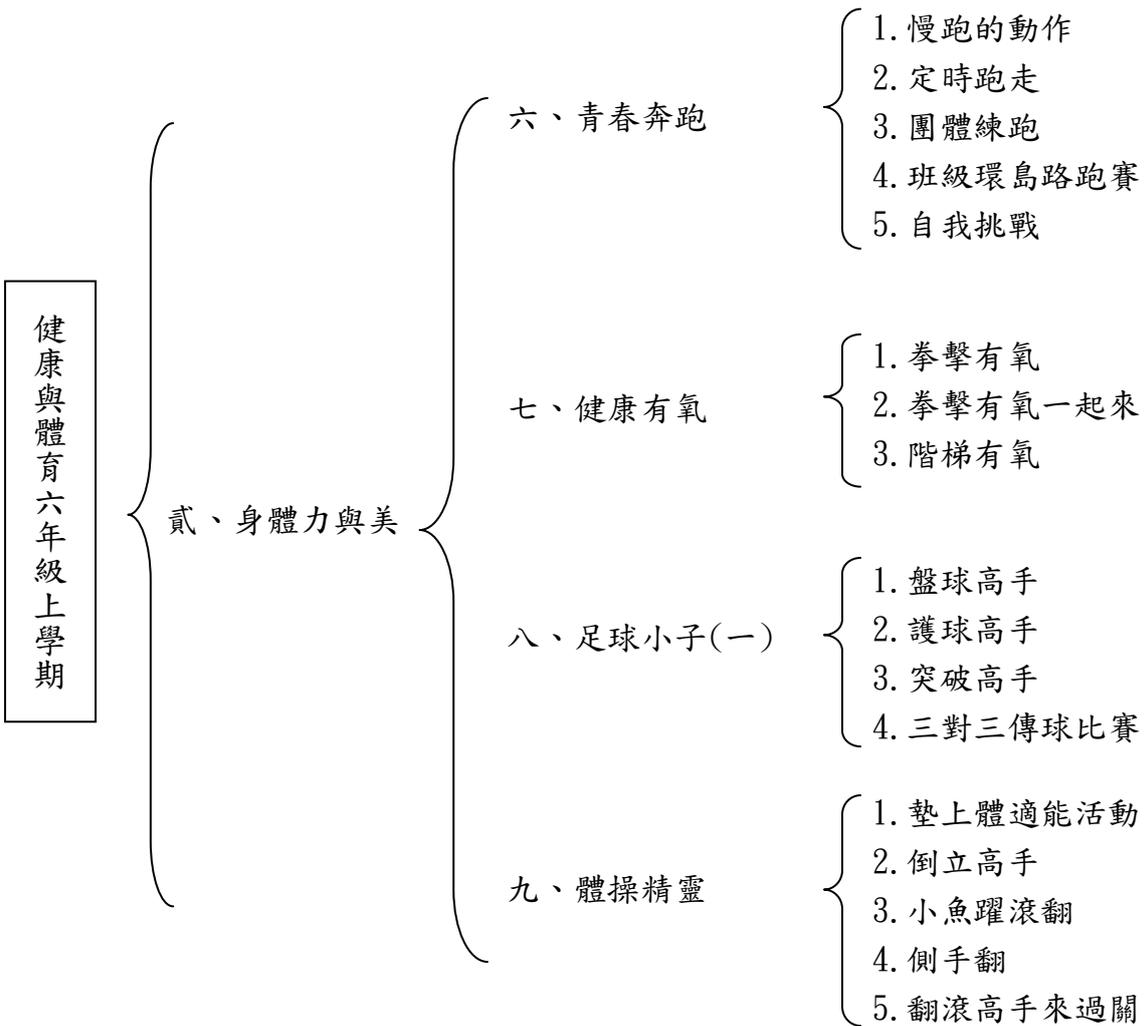 健康與體育六年級上學期
貳、身體力與美
六、青春奔跑
1.慢跑的動作
2.定時跑走
3.團體練跑
4.班級環島路跑賽
5.自我挑戰
七、健康有氧
1.拳擊有氧
2.拳擊有氧一起來
3.階梯有氧
八、足球小子(一)
1.盤球高手
2.護球高手
3.突破高手
4.三對三傳球比賽
九、體操精靈
1.墊上體適能活動
2.倒立高手
3.小魚躍滾翻
4.側手翻
5.翻滾高手來過關